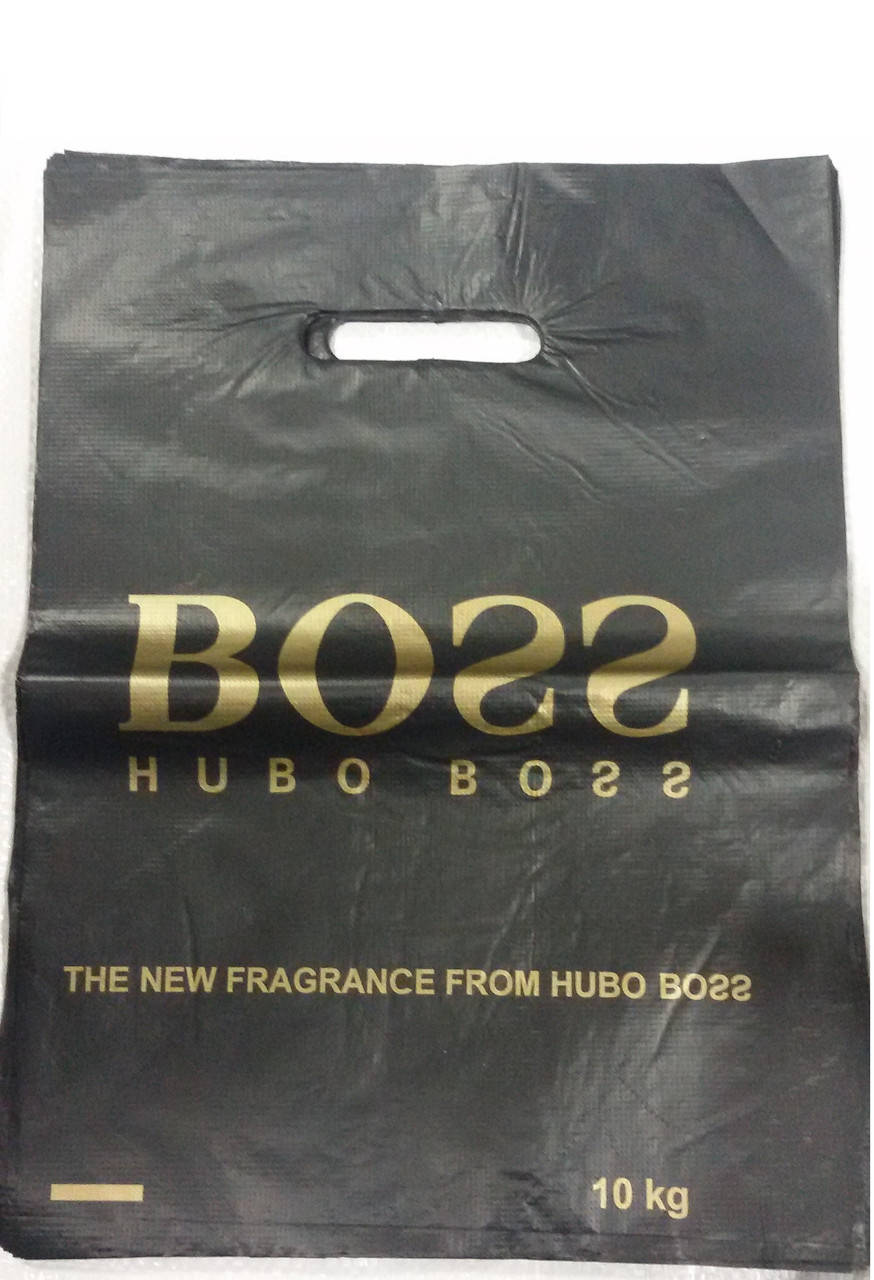 BOƧƧ
HUBO BOƧƧ
THE NEW FRAGRANCE FROM HUBO BOƧƧ
10 kg